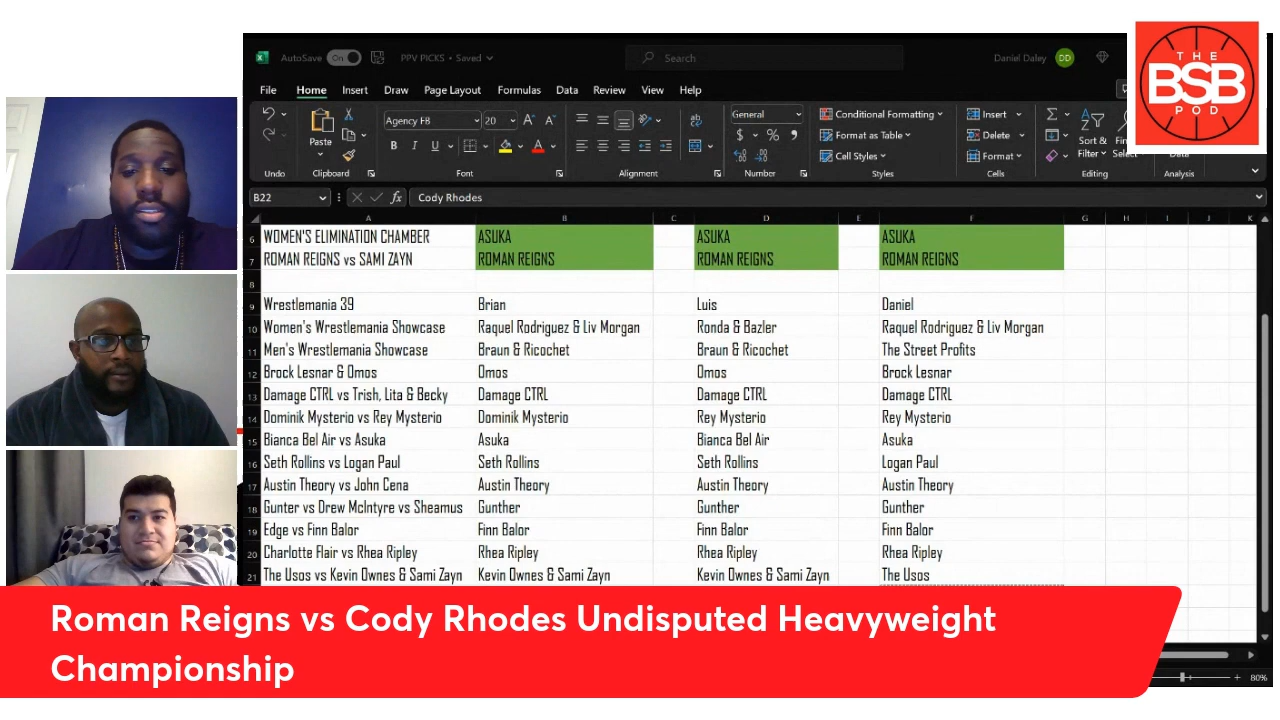 AutoSave On PPV PICKS • Saved Search Daniel Daley DD
THE
BSB
POD
File Home Insert Draw Page Layout Formulas Data Review View Help
Paste
Agency FB 20
B I U A
General
$ % 9
Conditional Formatting
Format as Table
Cell Styles
Insert
Delete
Format
Sort &
Filter Select
Undo Clipboard Font Alignment Number Styles Cells Editing Analysis
B22 fx Cody Rhodes
A B C D E F G H I J K
6 WOMEN'S ELIMINATION CHAMBER ASUKA ASUKA ASUKA
7 ROMAN REIGNS vs SAMI ZAYN ROMAN REIGNS ROMAN REIGNS ROMAN REIGNS
8
9 Wrestlemania 39 Brian Luis Daniel
10 Women's Wrestlemania Showcase Raquel Rodriguez & Liv Morgan Ronda & Bazler Raquel Rodriguez & Liv Morgan
11 Men's Wrestlemania Showcase Braun & Ricochet Braun & Ricochet The Street Profits
12 Brock Lesnar & Omos Omos Omos Brock Lesnar
13 Damage CTRL vs Trish, Lita & Becky Damage CTRL Damage CTRL Damage CTRL
14 Dominik Mysterio vs Rey Mysterio Dominik Mysterio Rey Mysterio Rey Mysterio
15 Bianca Bel Air vs Asuka Asuka Bianca Bel Air Asuka
16 Seth Rollins vs Logan Paul Seth Rollins Seth Rollins Logan Paul
17 Austin Theory vs John Cena Austin Theory Austin Theory Austin Theory
18 Gunter vs Drew McIntyre vs Sheamus Gunther Gunther Gunther
19 Edge vs Finn Balor Finn Balor Finn Balor Finn Balor
20 Charlotte Flair vs Rhea Ripley Rhea Ripley Rhea Ripley Rhea Ripley
21 The Usos vs Kevin Ownes & Sami Zayn Kevin Ownes & Sami Zayn Kevin Ownes & Sami Zayn The Usos
Roman Reigns vs Cody Rhodes Undisputed Heavyweight
Championship
80%